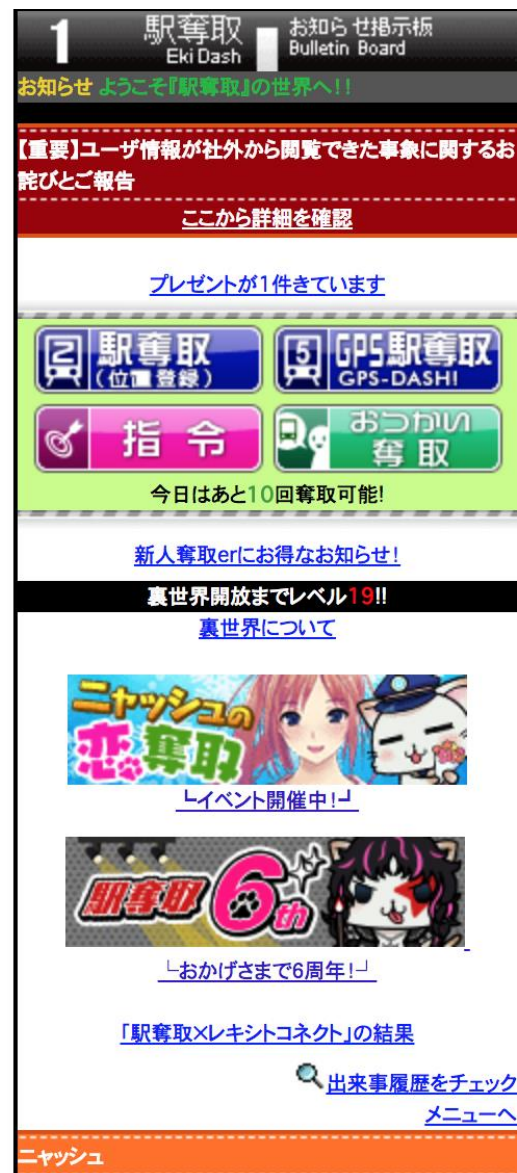 1 駅奪取 お知らせ掲示板
Eki Dash Bulletin Board
お知らせ ようこそ『駅奪取』の世界へ!!
【重要】ユーザ情報が社外から閲覧できた事象に関するお
詫びとご報告
ここから詳細を確認
プレゼントが1件きています
2 駅奪取
(位置登録)
5 GPS駅奪取
GPS-DASH!
指令
おつかい
奪取
今日はあと10回奪取可能!
新人奪取erにお得なお知らせ!
裏世界開放までレベル19!!
裏世界について
ニャッシュの
恋奪取
┗イベント開催中!┛
駅奪取6th
└おかげさまで6周年!┘
「駅奪取×レキシトコネクト」の結果
出来事履歴をチェック
メニューへ
ニャッシュ